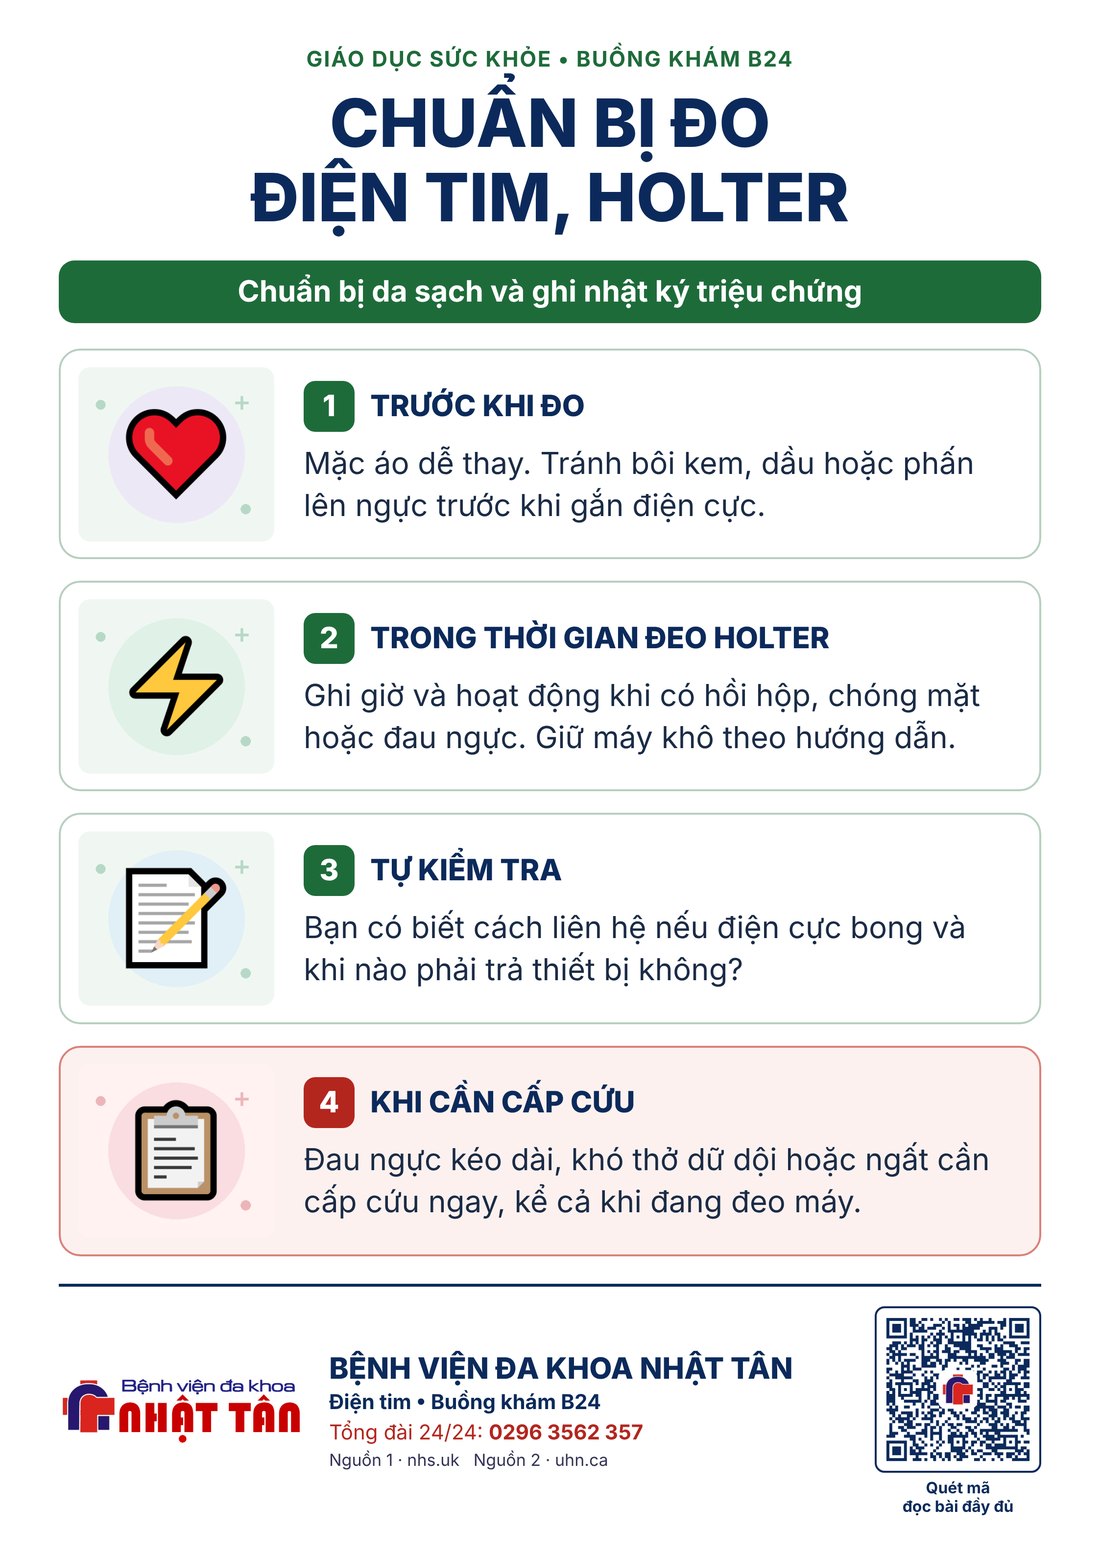 GIÁO DỤC SỨC KHỎE • BUỒNG KHÁM B24
CHUẨN BỊ ĐO
ĐIỆN TIM, HOLTER
Chuẩn bị da sạch và ghi nhật ký triệu chứng
1 TRƯỚC KHI ĐO
Mặc áo dễ thay. Tránh bôi kem, dầu hoặc phấn
lên ngực trước khi gắn điện cực.
2 TRONG THỜI GIAN ĐEO HOLTER
Ghi giờ và hoạt động khi có hồi hộp, chóng mặt
hoặc đau ngực. Giữ máy khô theo hướng dẫn.
3 TỰ KIỂM TRA
Bạn có biết cách liên hệ nếu điện cực bong và
khi nào phải trả thiết bị không?
4 KHI CẦN CẤP CỨU
Đau ngực kéo dài, khó thở dữ dội hoặc ngất cần
cấp cứu ngay, kể cả khi đang đeo máy.
Bệnh viện đa khoa
NHẬT TÂN
BỆNH VIỆN ĐA KHOA NHẬT TÂN
Điện tim • Buồng khám B24
Tổng đài 24/24: 0296 3562 357
Nguồn 1 · nhs.uk Nguồn 2 · uhn.ca
Quét mã
đọc bài đầy đủ